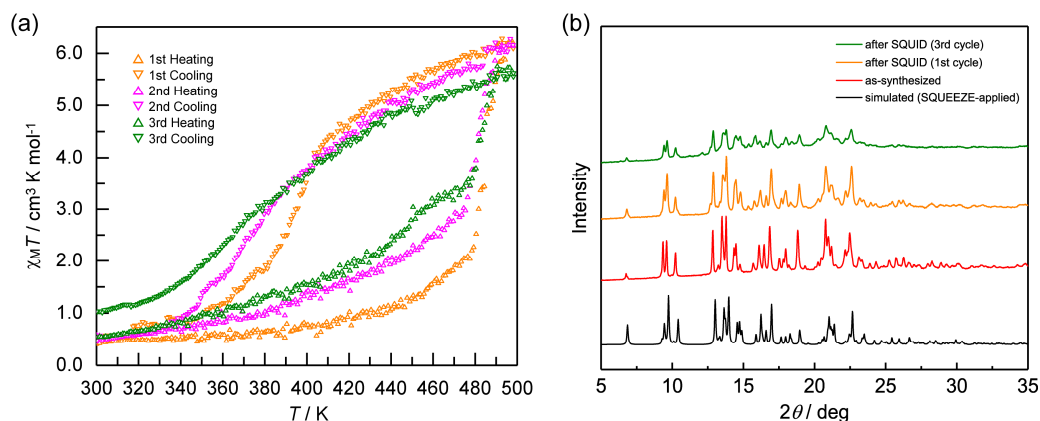 (a)
6.0
5.0
4.0
3.0
2.0
1.0
0.0
χMT / cm³ K mol⁻¹
1st Heating
1st Cooling
2nd Heating
2nd Cooling
3rd Heating
3rd Cooling
300 320 340 360 380 400 420 440 460 480 500
T / K
(b)
Intensity
after SQUID (3rd cycle)
after SQUID (1st cycle)
as-synthesized
simulated (SQUEEZE-applied)
5 10 15 20 25 30 35
2θ / deg